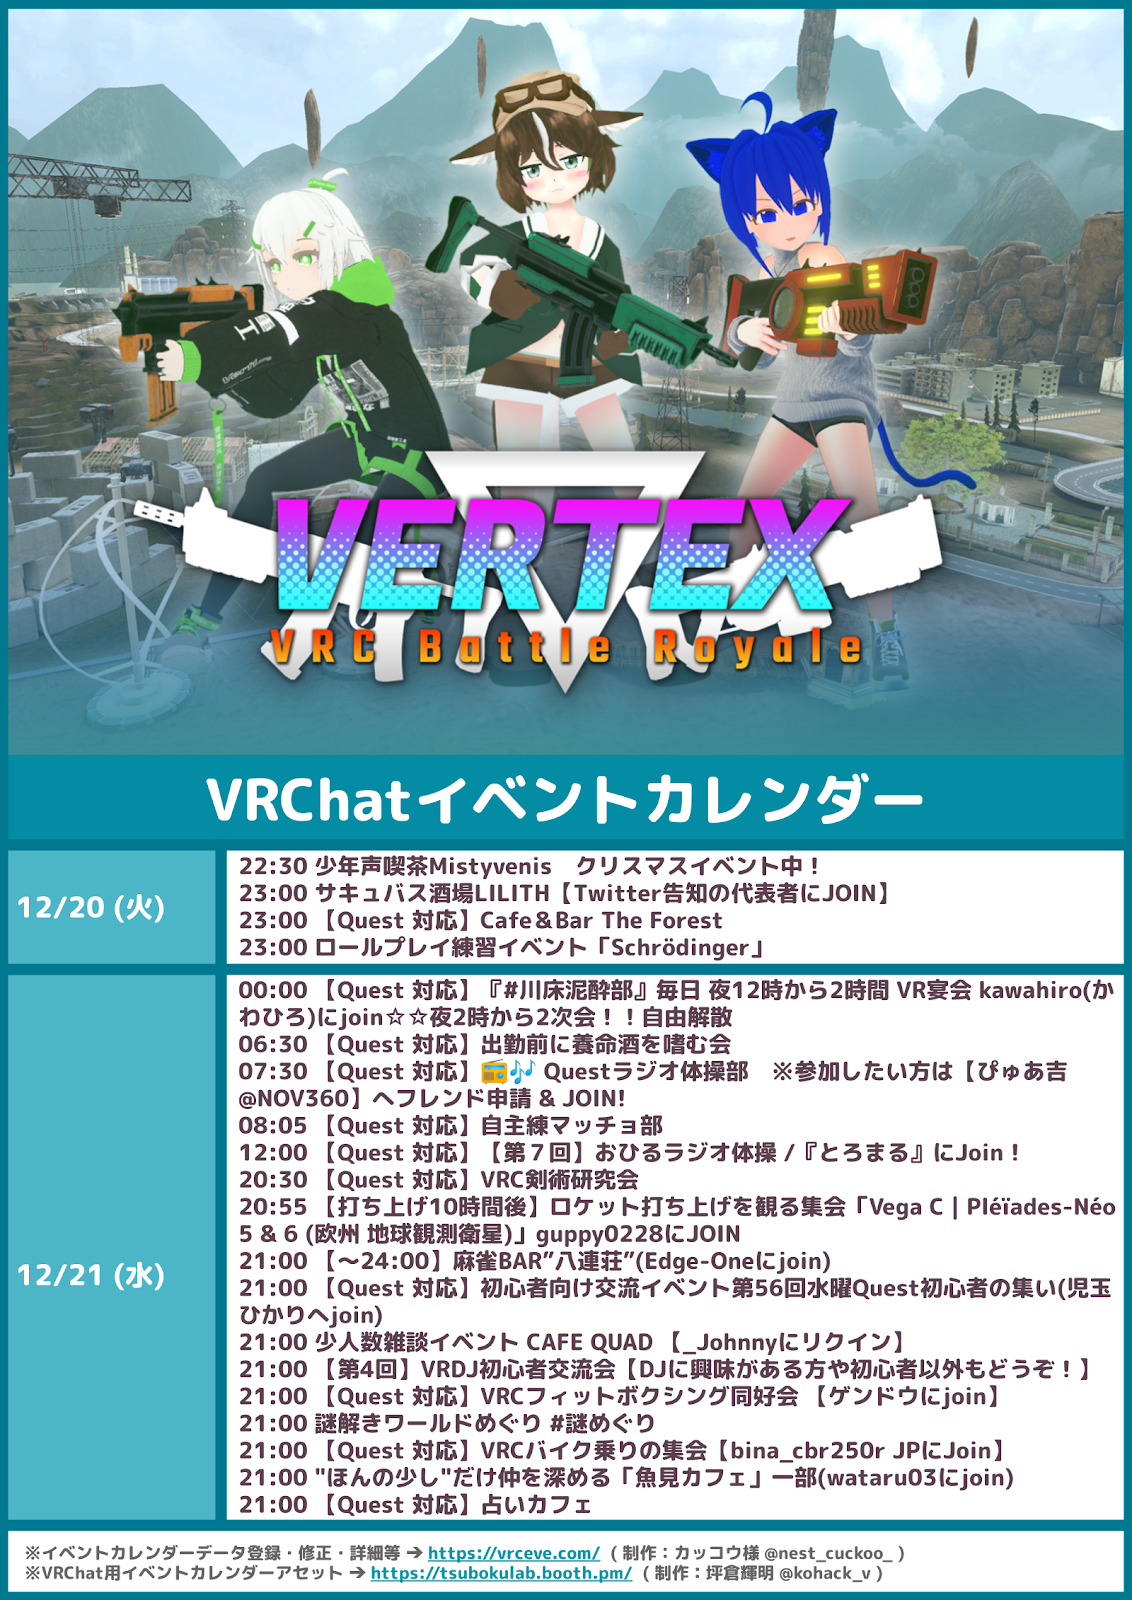 VERTEX
VRC Battle Royale
VRChatイベントカレンダー
12/20 (火)
22:30 少年声喫茶Mistyvenis　クリスマスイベント中！
23:00 サキュバス酒場LILITH【Twitter告知の代表者にJOIN】
23:00 【Quest 対応】Cafe＆Bar The Forest
23:00 ロールプレイ練習イベント「Schrödinger」
12/21 (水)
00:00 【Quest 対応】『#川床泥酔部』毎日 夜12時から2時間 VR宴会 kawahiro(か
わひろ)にjoin☆☆夜2時から2次会！！自由解散
06:30 【Quest 対応】出勤前に養命酒を嗜む会
07:30 【Quest 対応】📻🎶 Questラジオ体操部　※参加したい方は【ぴゅあ吉
@NOV360】へフレンド申請 & JOIN!
08:05 【Quest 対応】自主練マッチョ部
12:00 【Quest 対応】【第７回】おひるラジオ体操 /『とろまる』にJoin！
20:30 【Quest 対応】VRC剣術研究会
20:55 【打ち上げ10時間後】ロケット打ち上げを観る集会「Vega C | Pléïades-Néo
5 & 6 (欧州 地球観測衛星)」guppy0228にJOIN
21:00 【～24:00】麻雀BAR”八連荘”(Edge-Oneにjoin)
21:00 【Quest 対応】初心者向け交流イベント第56回水曜Quest初心者の集い(児玉
ひかりへjoin)
21:00 少人数雑談イベント CAFE QUAD 【_Johnnyにリクイン】
21:00 【第4回】VRDJ初心者交流会【DJに興味がある方や初心者以外もどうぞ！】
21:00 【Quest 対応】VRCフィットボクシング同好会 【ゲンドウにjoin】
21:00 謎解きワールドめぐり #謎めぐり
21:00 【Quest 対応】VRCバイク乗りの集会【bina_cbr250r JPにJoin】
21:00 "ほんの少し"だけ仲を深める「魚見カフェ」一部(wataru03にjoin)
21:00 【Quest 対応】占いカフェ
※イベントカレンダーデータ登録・修正・詳細等 ➔ https://vrceve.com/ ( 制作：カッコウ様 @nest_cuckoo_ )
※VRChat用イベントカレンダーアセット ➔ https://tsubokulab.booth.pm/ ( 制作：坪倉輝明 @kohack_v )